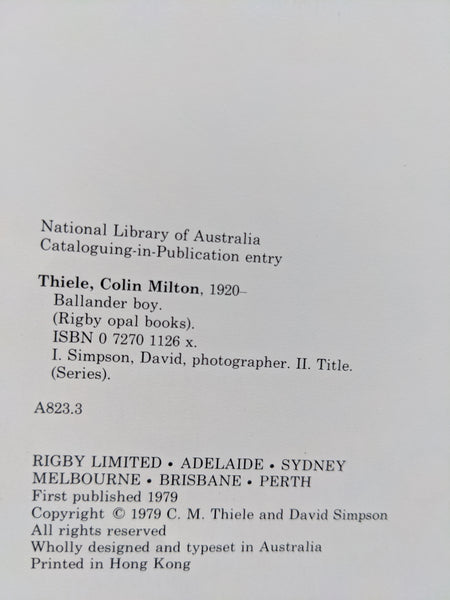 National Library of Australia
Cataloguing-in-Publication entry
Thiele, Colin Milton, 1920–
Ballander boy.
(Rigby opal books).
ISBN 0 7270 1126 x.
I. Simpson, David, photographer. II. Title.
(Series).
A823.3
RIGBY LIMITED • ADELAIDE • SYDNEY
MELBOURNE • BRISBANE • PERTH
First published 1979
Copyright © 1979 C. M. Thiele and David Simpson
All rights reserved
Wholly designed and typeset in Australia
Printed in Hong Kong